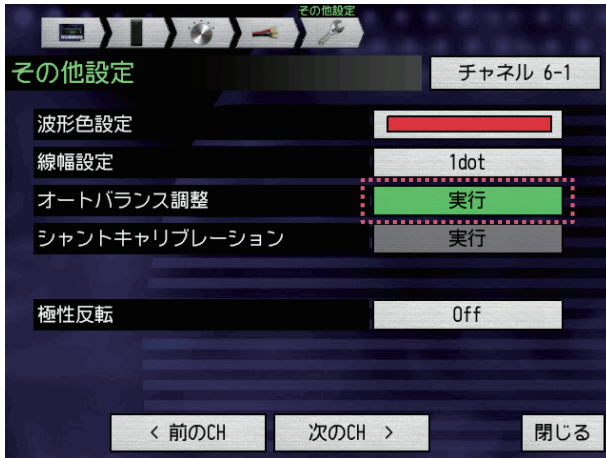 その他設定
その他設定
チャネル 6-1
波形色設定
線幅設定
1dot
オートバランス調整
実行
シャントキャリブレーション
実行
極性反転
Off
< 前のCH
次のCH >
閉じる